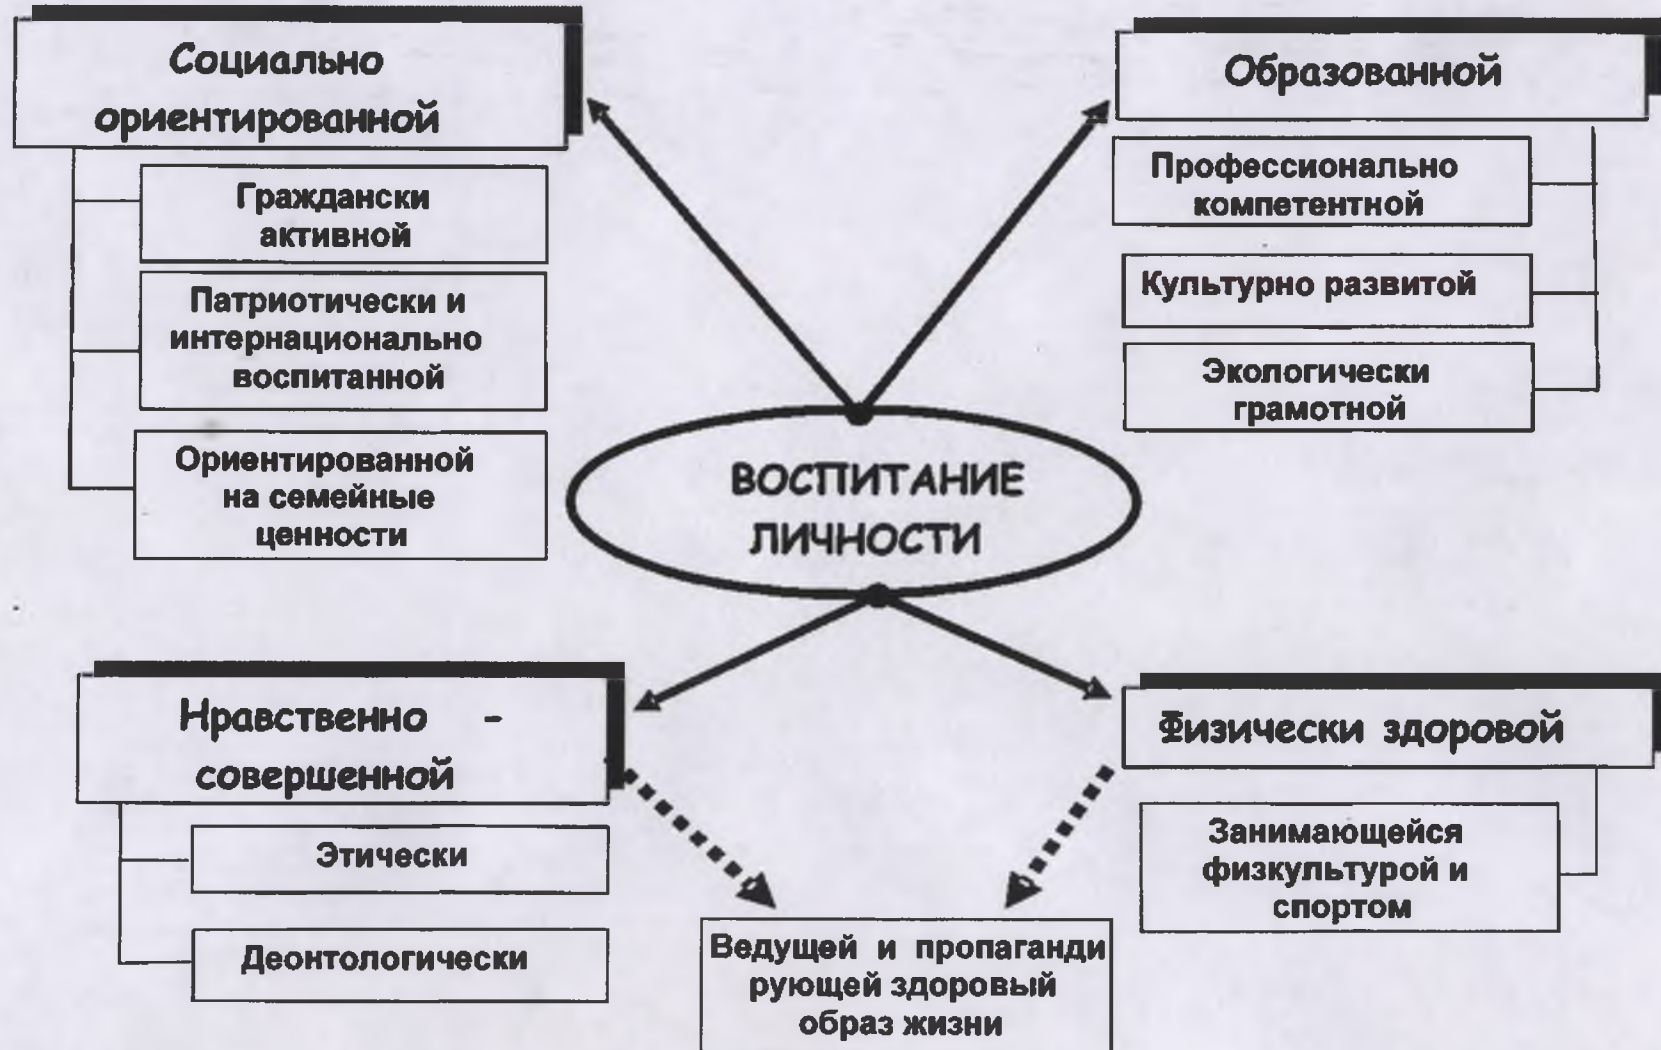 Социально
ориентированной
Граждански
активной
Патриотически и
интернационально
воспитанной
Ориентированной
на семейные
ценности
Образованной
Профессионально
компетентной
Культурно развитой
Экологически
грамотной
ВОСПИТАНИЕ
ЛИЧНОСТИ
Нравственно -
совершенной
Этически
Деонтологически
Физически здоровой
Занимающейся
физкультурой и
спортом
Ведущей и пропаганди
рующей здоровый
образ жизни